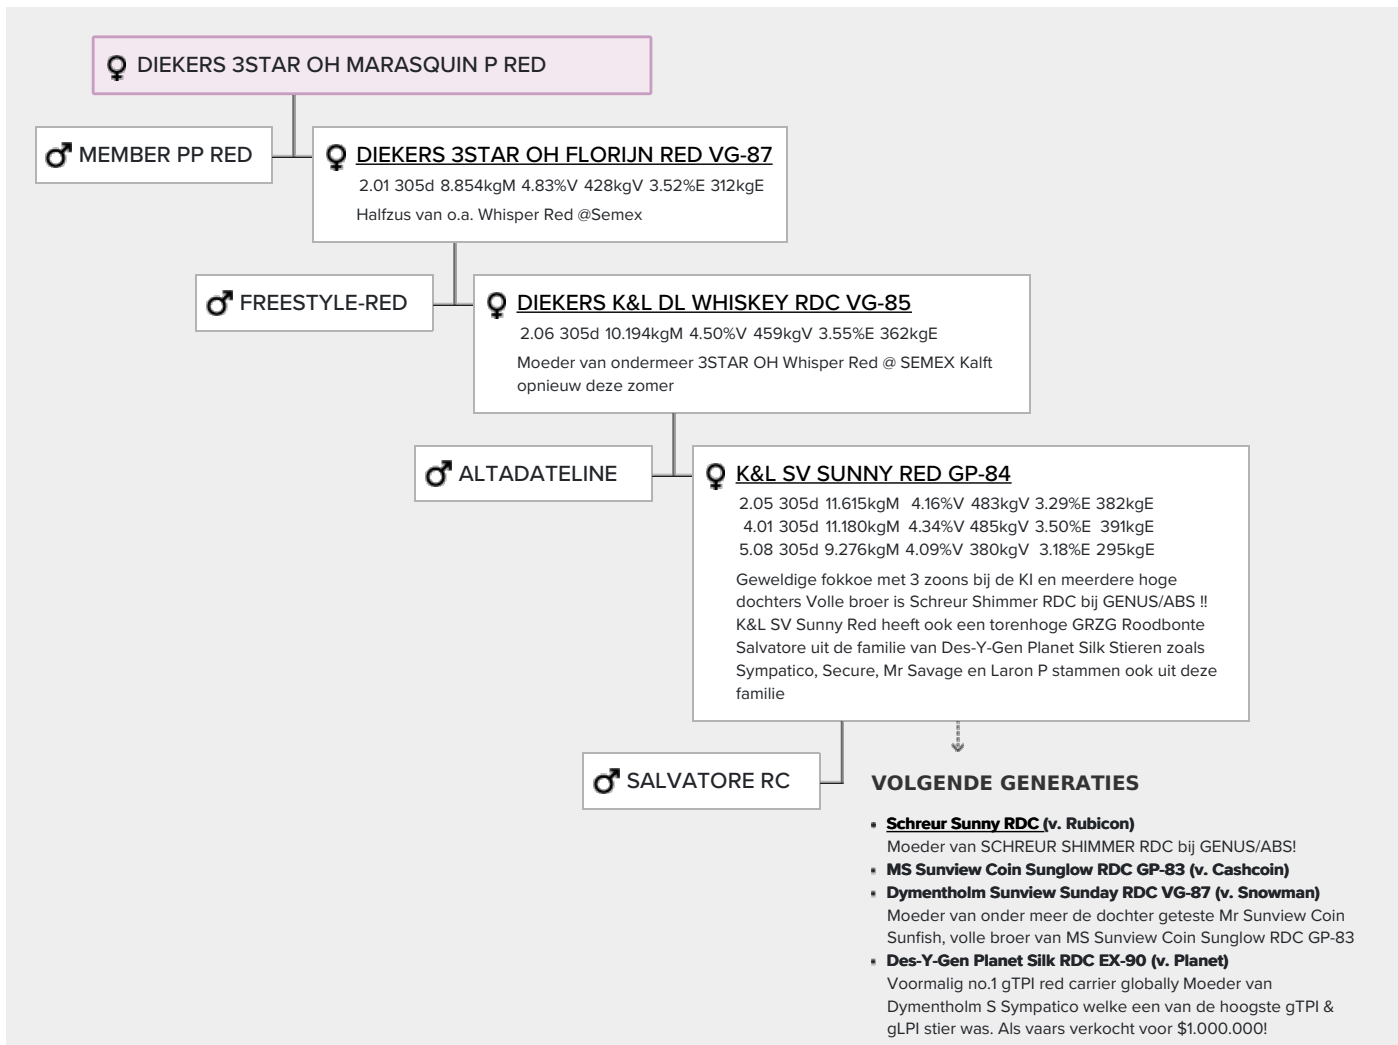 DIEKERS 3STAR OH MARASQUIN P RED
MEMBER PP RED
DIEKERS 3STAR OH FLORIJN RED VG-87
2.01 305d 8.854kgM 4.83%V 428kgV 3.52%E 312kgE
Halfzus van o.a. Whisper Red @Semex
FREESTYLE-RED
DIEKERS K&L DL WHISKEY RDC VG-85
2.06 305d 10.194kgM 4.50%V 459kgV 3.55%E 362kgE
Moeder van ondermeer 3STAR OH Whisper Red @ SEMEX Kalft
opnieuw deze zomer
ALTADATELINE
K&L SV SUNNY RED GP-84
2.05 305d 11.615kgM 4.16%V 483kgV 3.29%E 382kgE
4.01 305d 11.180kgM 4.34%V 485kgV 3.50%E 391kgE
5.08 305d 9.276kgM 4.09%V 380kgV 3.18%E 295kgE
Geweldige fokkoe met 3 zoons bij de KI en meerdere hoge
dochters Volle broer is Schreur Shimmer RDC bij GENUS/ABS !!
K&L SV Sunny Red heeft ook een torenhoge GRZG Roodbonte
Salvatore uit de familie van Des-Y-Gen Planet Silk Stieren zoals
Sympatico, Secure, Mr Savage en Laron P stammen ook uit deze
familie
SALVATORE RC
VOLGENDE GENERATIES
Schreur Sunny RDC (v. Rubicon)
Moeder van SCHREUR SHIMMER RDC bij GENUS/ABS!
MS Sunview Coin Sunglow RDC GP-83 (v. Cashcoin)
Dymentholm Sunview Sunday RDC VG-87 (v. Snowman)
Moeder van onder meer de dochter geteste Mr Sunview Coin
Sunfish, volle broer van MS Sunview Coin Sunglow RDC GP-83
Des-Y-Gen Planet Silk RDC EX-90 (v. Planet)
Voormalig no.1 gTPI red carrier globally Moeder van
Dymentholm S Sympatico welke een van de hoogste gTPI &
gLPI stier was. Als vaars verkocht voor $1.000.000!